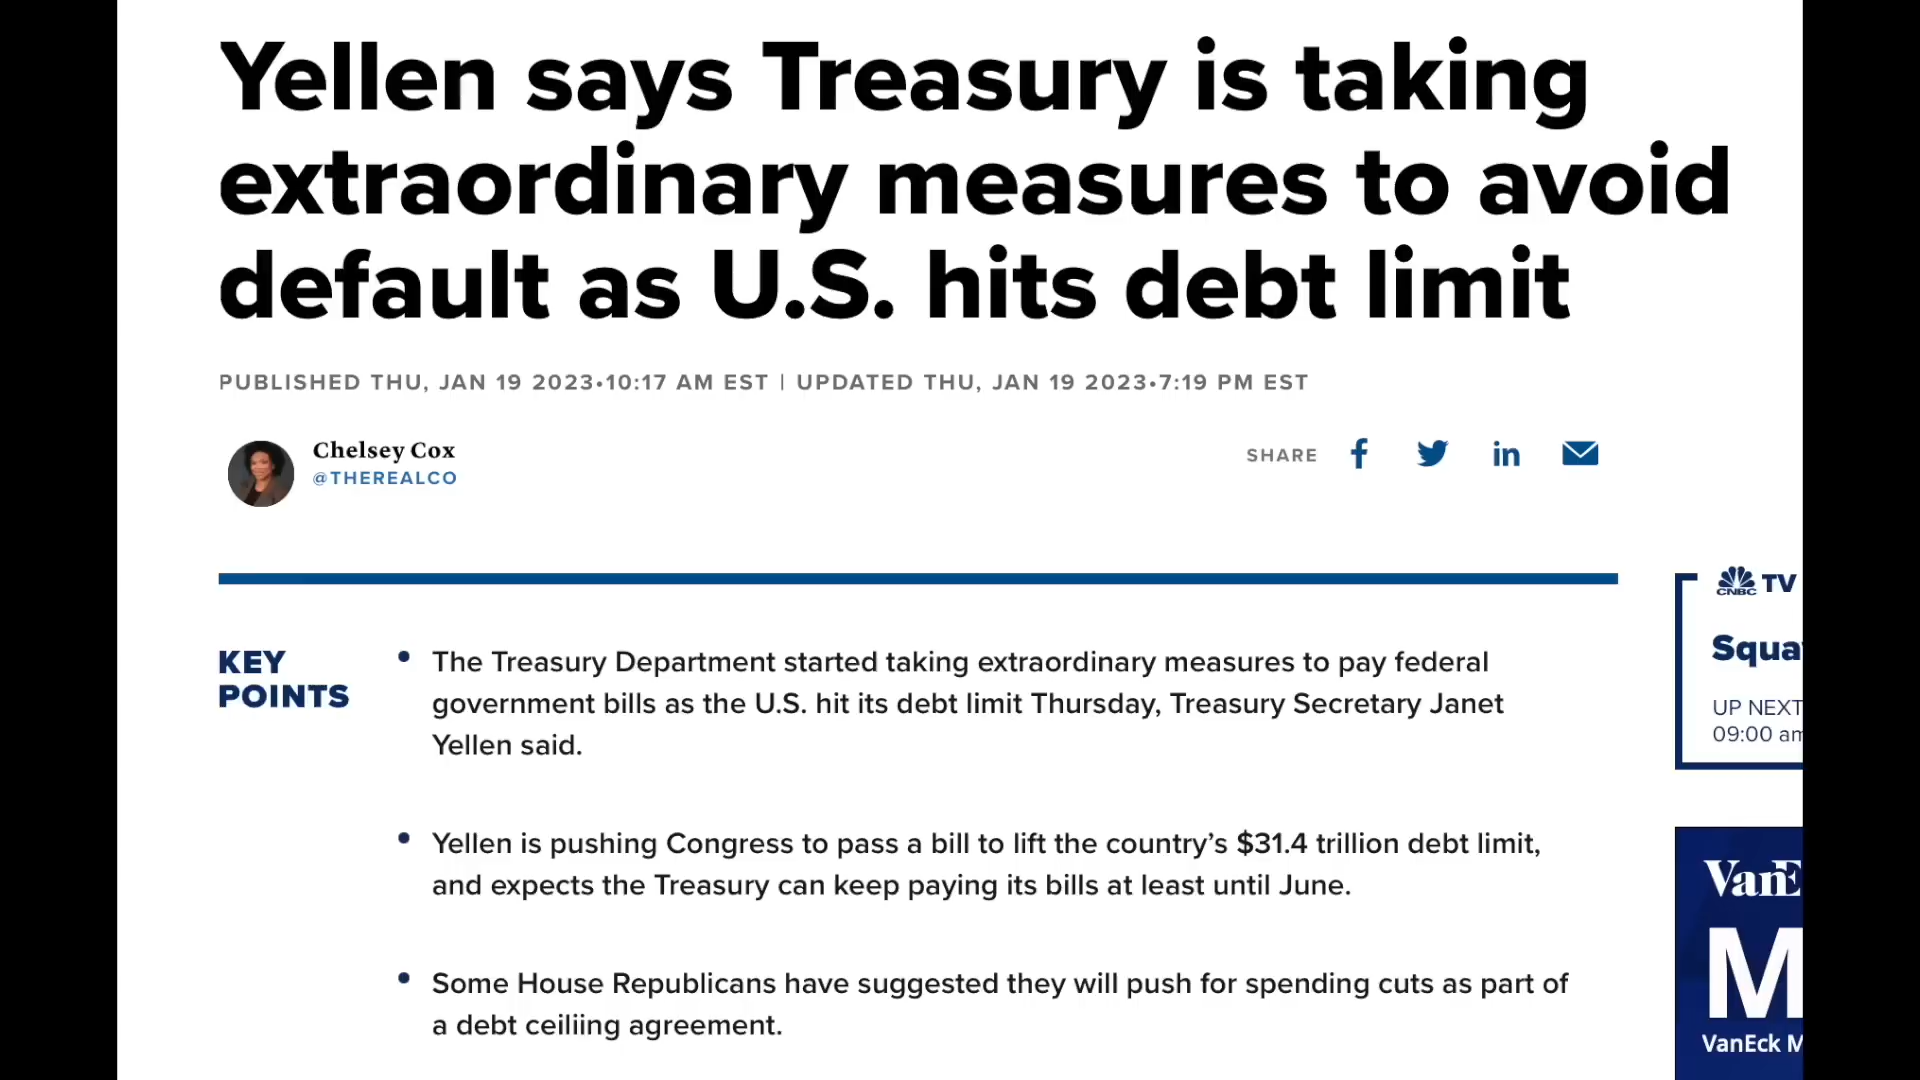 Yellen says Treasury is taking
extraordinary measures to avoid
default as U.S. hits debt limit
PUBLISHED THU, JAN 19 2023•10:17 AM EST | UPDATED THU, JAN 19 2023•7:19 PM EST
Chelsey Cox
@THEREALCO
SHARE
KEY
POINTS
• The Treasury Department started taking extraordinary measures to pay federal
government bills as the U.S. hit its debt limit Thursday, Treasury Secretary Janet
Yellen said.
• Yellen is pushing Congress to pass a bill to lift the country’s $31.4 trillion debt limit,
and expects the Treasury can keep paying its bills at least until June.
• Some House Republicans have suggested they will push for spending cuts as part of
a debt ceiliing agreement.
CNBC TV
UP NEXT
09:00 am
VanEck M